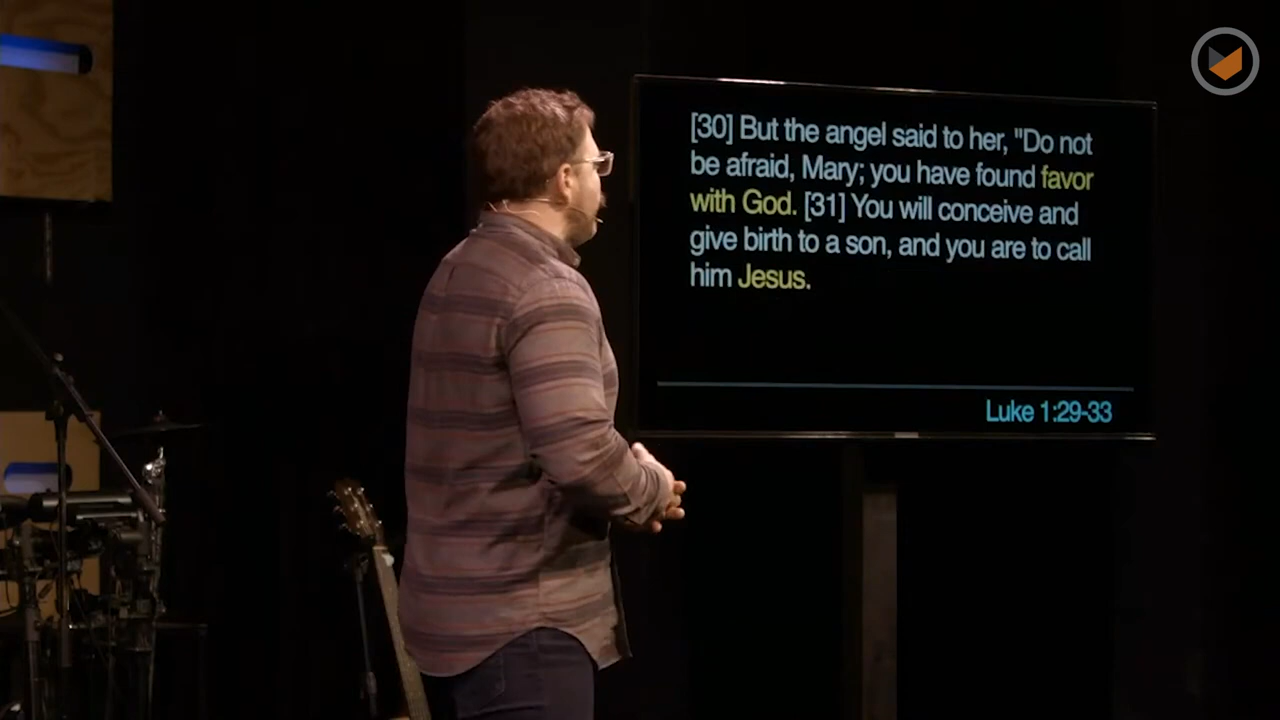 [30] But the angel said to her, "Do not
be afraid, Mary; you have found favor
with God. [31] You will conceive and
give birth to a son, and you are to call
him Jesus.
Luke 1:29-33